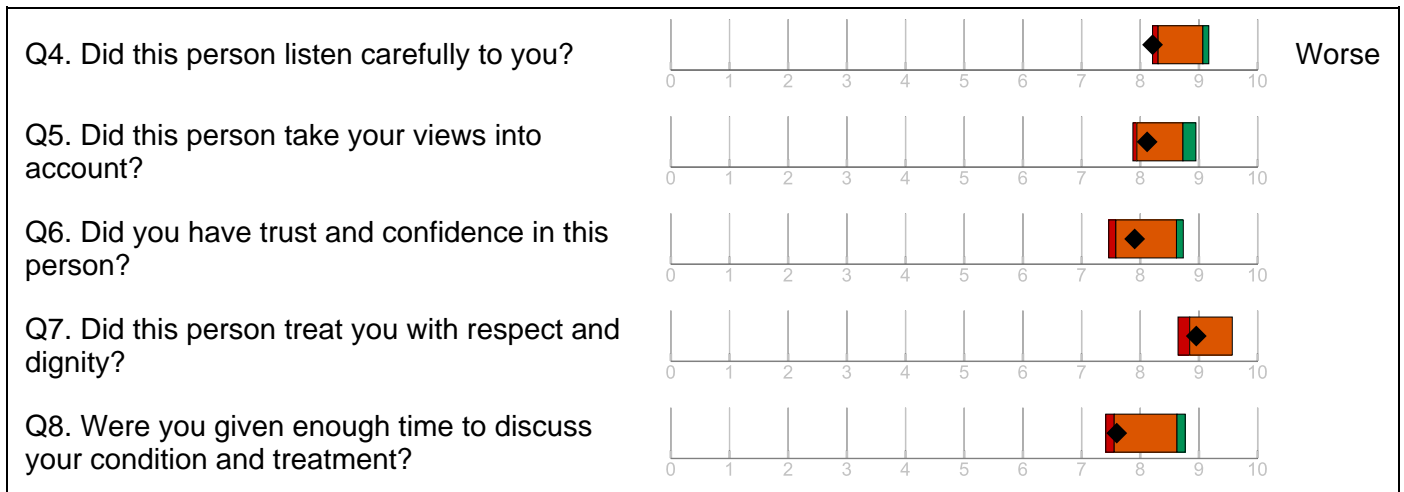 Q4. Did this person listen carefully to you?
Worse
0 1 2 3 4 5 6 7 8 9 10
Q5. Did this person take your views into
account?
0 1 2 3 4 5 6 7 8 9 10
Q6. Did you have trust and confidence in this
person?
0 1 2 3 4 5 6 7 8 9 10
Q7. Did this person treat you with respect and
dignity?
0 1 2 3 4 5 6 7 8 9 10
Q8. Were you given enough time to discuss
your condition and treatment?
0 1 2 3 4 5 6 7 8 9 10